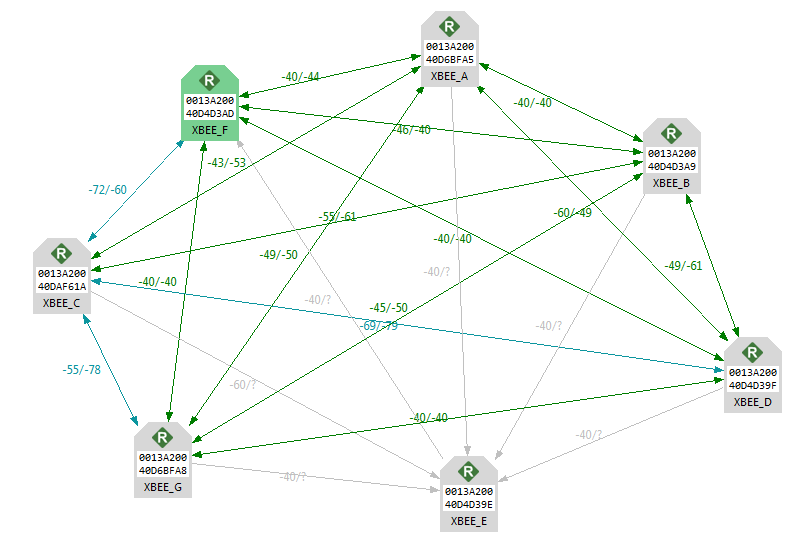 R
0013A200
40D6BFA5
XBEE_A
R
0013A200
40D4D3AD
XBEE_F
-40/-44
-40/-40
R
0013A200
40D4D3A9
XBEE_B
-46/-40
-43/-53
-72/-60
-55/-61
-60/-49
R
0013A200
40DAF61A
XBEE_C
-49/-50
-40/-40
-40/?
-49/-61
-40/-40
-40/?
-45/-50
-69/-79
-40/?
R
0013A200
40D4D39F
XBEE_D
-55/-78
-60/?
-40/-40
-40/?
R
0013A200
40D6BFA8
XBEE_G
-40/?
R
0013A200
40D4D39E
XBEE_E